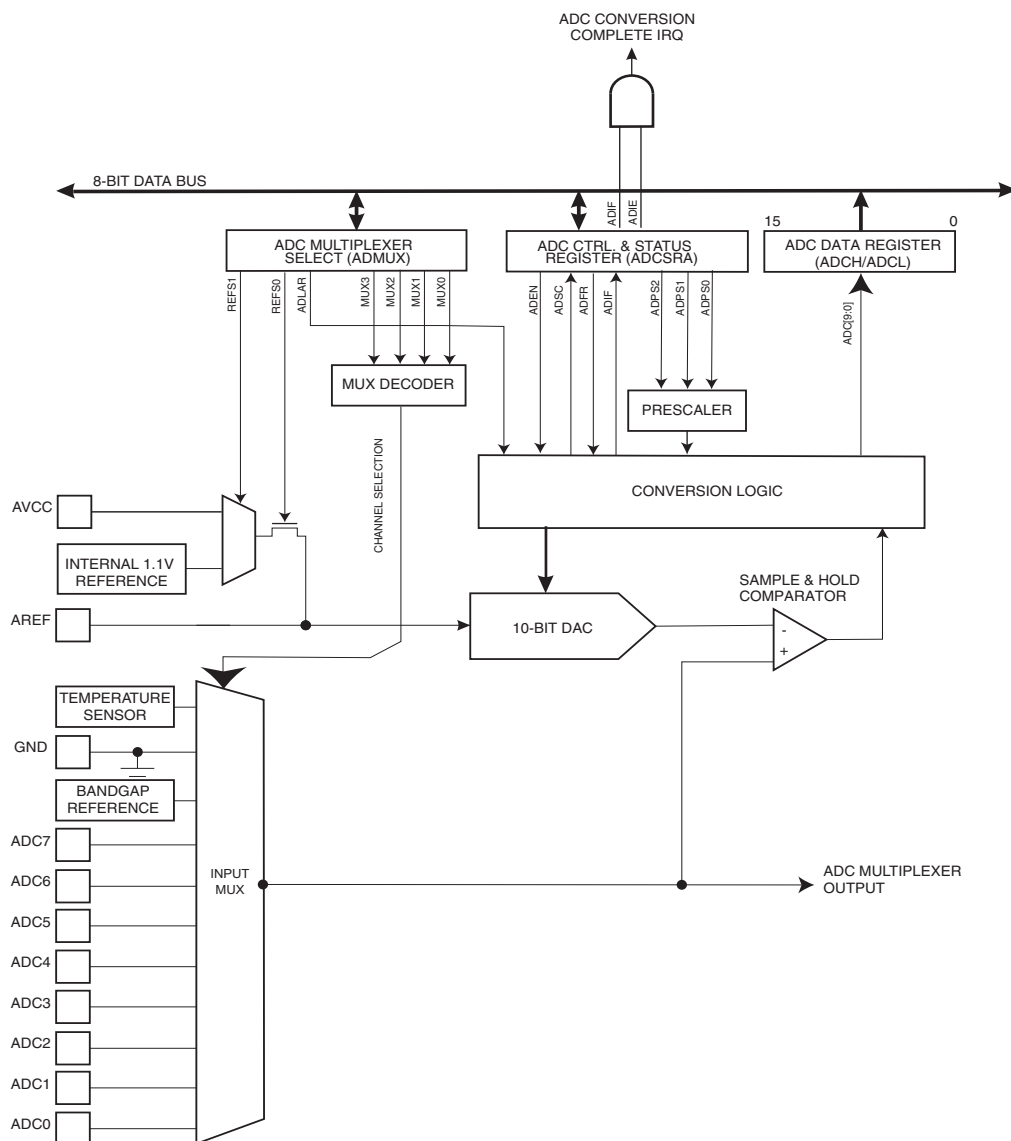 ADC CONVERSION
COMPLETE IRQ
8-BIT DATA BUS
ADIF
ADIE
15
0
ADC MULTIPLEXER
SELECT (ADMUX)
ADC CTRL. & STATUS
REGISTER (ADCSRA)
ADC DATA REGISTER
(ADCH/ADCL)
REFS1
REFS0
ADLAR
MUX3
MUX2
MUX1
MUX0
ADEN
ADSC
ADFR
ADIF
ADPS2
ADPS1
ADPS0
ADC[9:0]
MUX DECODER
PRESCALER
CHANNEL SELECTION
CONVERSION LOGIC
AVCC
INTERNAL 1.1V
REFERENCE
SAMPLE & HOLD
COMPARATOR
AREF
10-BIT DAC
-
+
TEMPERATURE
SENSOR
GND
BANDGAP
REFERENCE
ADC7
ADC6
INPUT
MUX
ADC MULTIPLEXER
OUTPUT
ADC5
ADC4
ADC3
ADC2
ADC1
ADC0